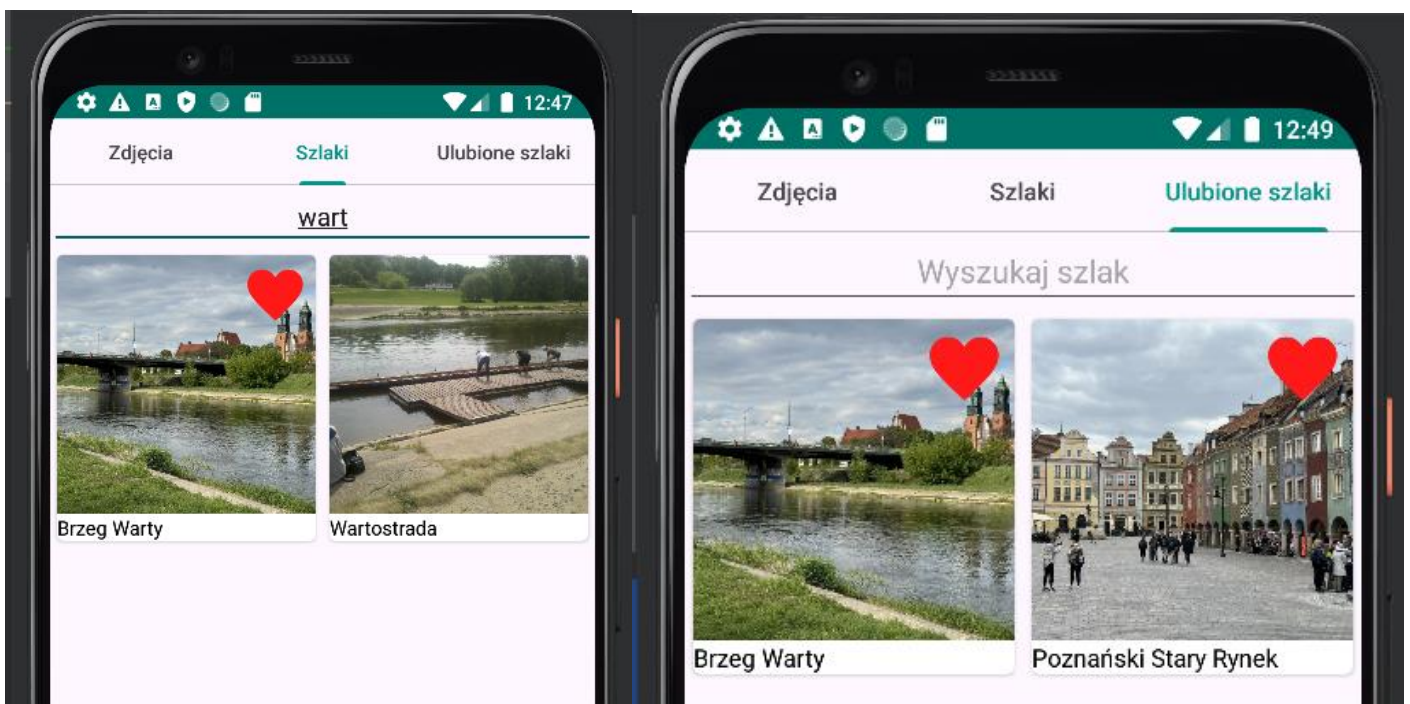 12:47
Zdjęcia Szlaki Ulubione szlaki
wart
Brzeg Warty Wartostrada
12:49
Zdjęcia Szlaki Ulubione szlaki
Wyszukaj szlak
Brzeg Warty Poznański Stary Rynek